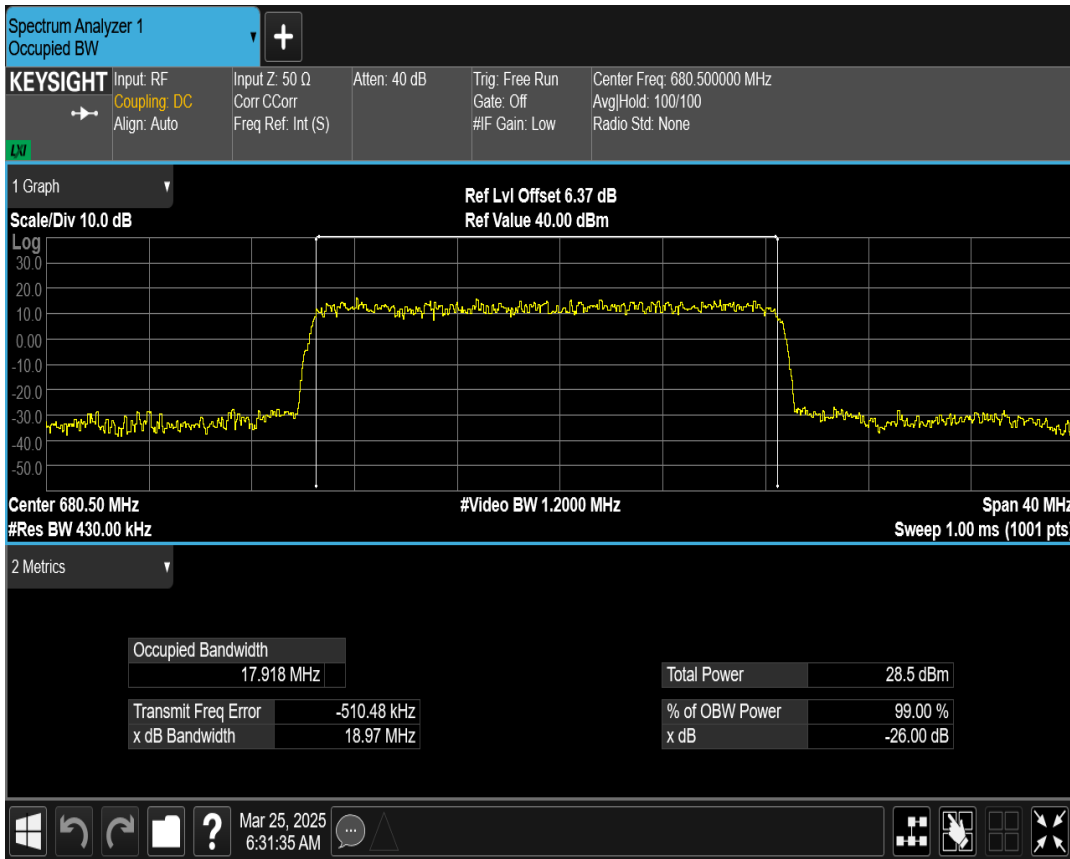 Spectrum Analyzer 1
Occupied BW
+
KEYSIGHT
LXI
Input: RF
Coupling: DC
Align: Auto
Input Z: 50 Ω
Corr CCorr
Freq Ref: Int (S)
Atten: 40 dB
Trig: Free Run
Gate: Off
#IF Gain: Low
Center Freq: 680.500000 MHz
Avg|Hold: 100/100
Radio Std: None
1 Graph
Ref Lvl Offset 6.37 dB
Scale/Div 10.0 dB
Ref Value 40.00 dBm
Log
30.0
20.0
10.0
0.00
-10.0
-20.0
-30.0
-40.0
-50.0
Center 680.50 MHz
#Video BW 1.2000 MHz
Span 40 MHz
#Res BW 430.00 kHz
Sweep 1.00 ms (1001 pts)
2 Metrics
Occupied Bandwidth
17.918 MHz
Total Power 28.5 dBm
Transmit Freq Error -510.48 kHz
% of OBW Power 99.00 %
x dB Bandwidth 18.97 MHz
x dB -26.00 dB
?
Mar 25, 2025
6:31:35 AM